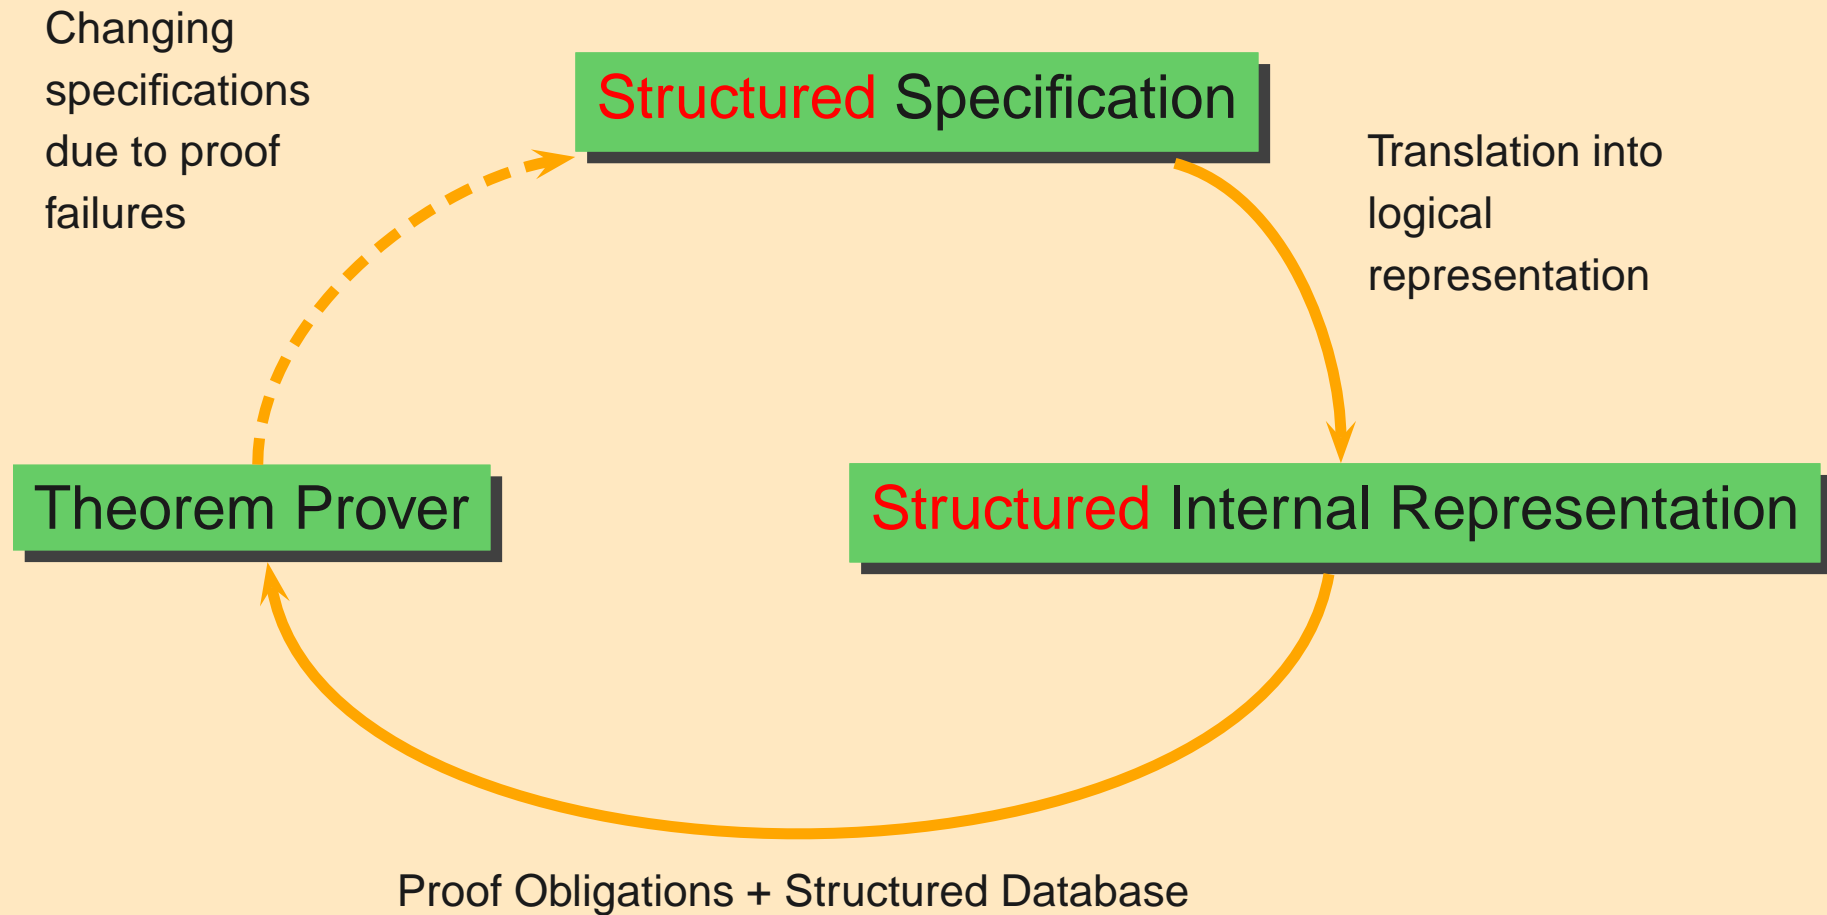 Changing
specifications
due to proof
failures
Structured Specification
Translation into
logical
representation
Theorem Prover
Structured Internal Representation
Proof Obligations + Structured Database